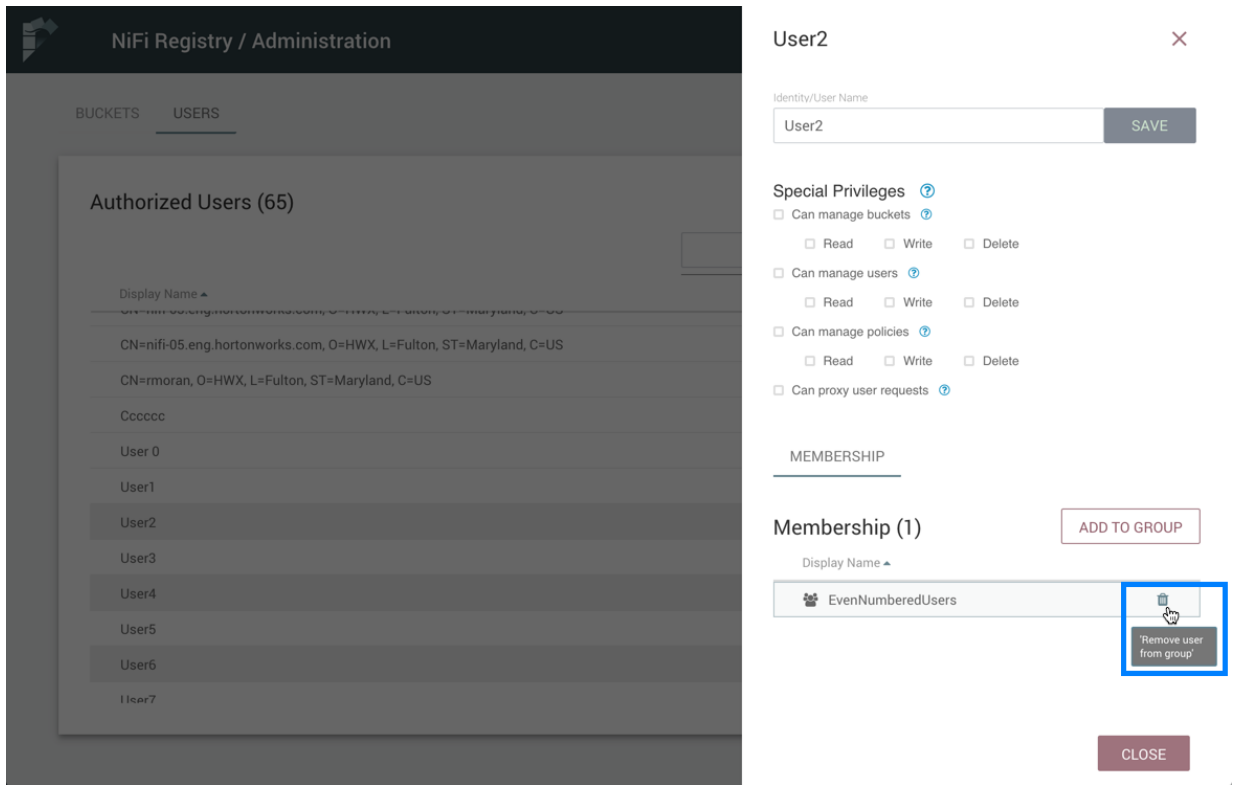 NiFi Registry / Administration
BUCKETS
USERS
Authorized Users (65)
Display Name
CN=nifi-05.eng.hortonworks.com, O=HWX, L=Fulton, ST=Maryland, C=US
CN=rmoran, O=HWX, L=Fulton, ST=Maryland, C=US
Cccccc
User 0
User1
User2
User3
User4
User5
User6
User7
User2
Identity/User Name
User2
SAVE
Special Privileges ?
Can manage buckets ?
Read Write Delete
Can manage users ?
Read Write Delete
Can manage policies ?
Read Write Delete
Can proxy user requests ?
MEMBERSHIP
Membership (1)
ADD TO GROUP
Display Name
EvenNumberedUsers
'Remove user
from group'
CLOSE